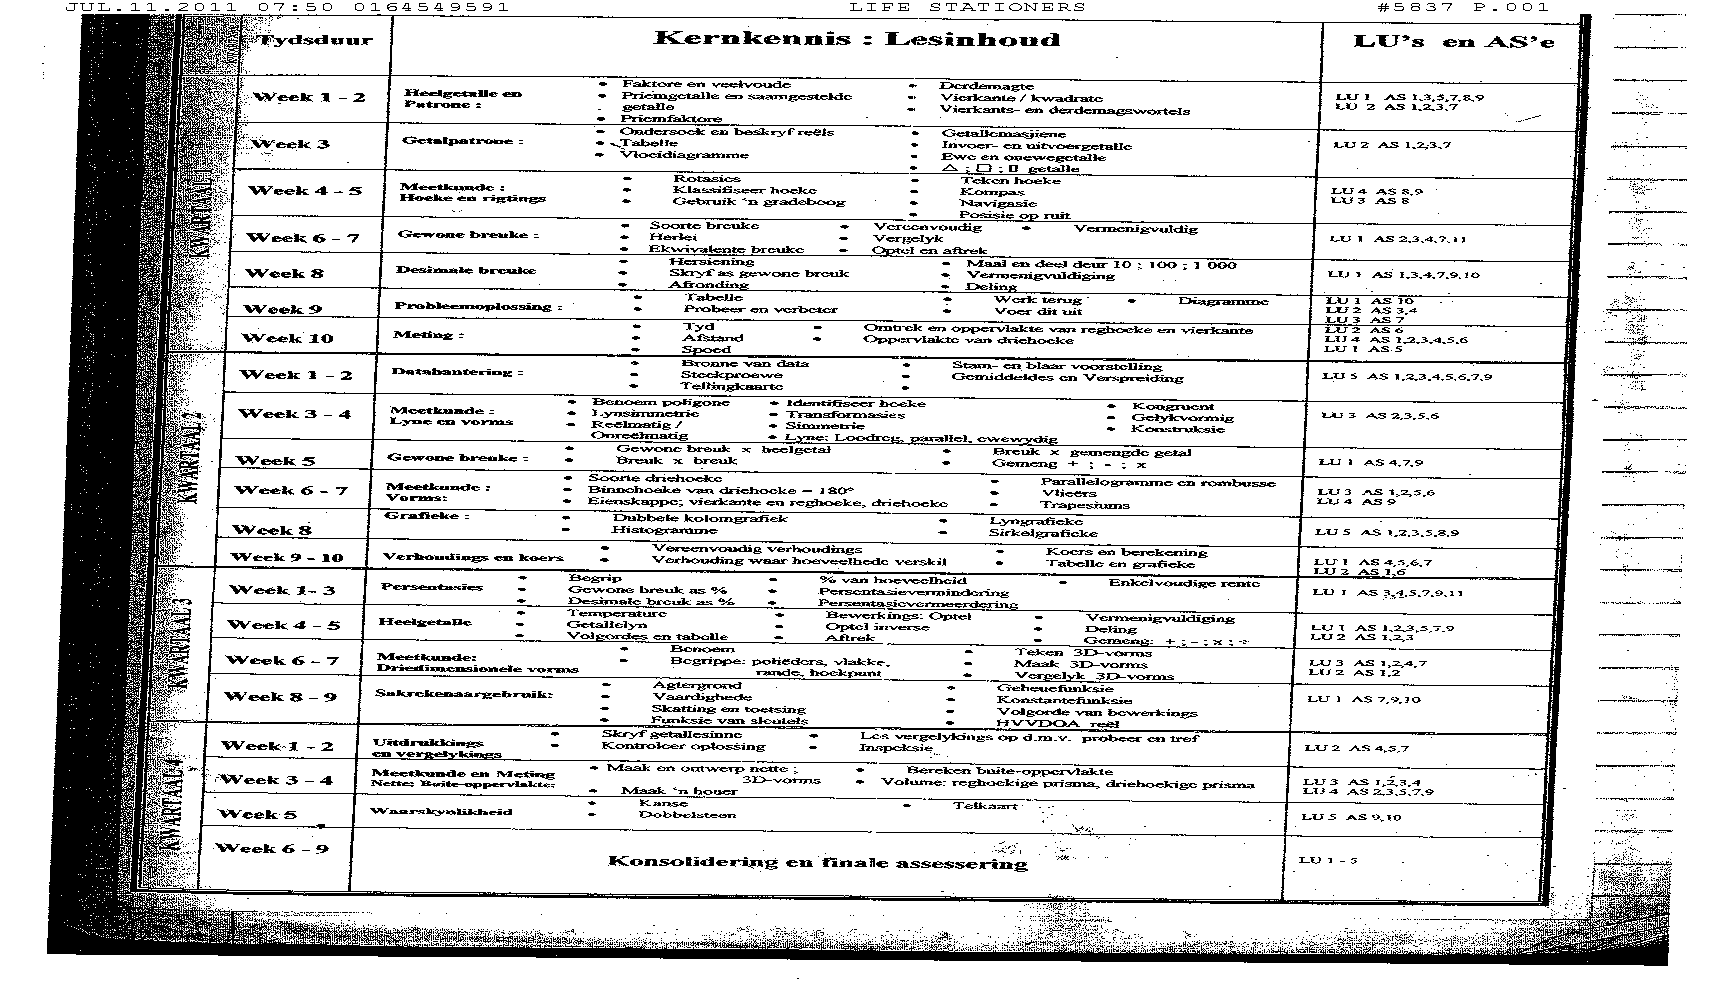 JUL.11.2011 07:50 0164549591 LIFE STATIONERS #5837 P.001
Tydsduur Kernkennis : Lesinhoud LU's en AS'e
KWARTAAL 1
Week 1 - 2 Heelgetalle en Patrone :
• Faktore en veelvoude • Derdemagte
• Priemgetalle en saamgestelde getalle • Vierkante / kwadrate
• Priemfaktore • Vierkants- en derdemagswortels
LU 1 AS 1,3,5,7,8,9
LU 2 AS 1,2,3,7
Week 3 Getalpatrone :
• Ondersoek en beskryf reëls • Getallemasjiene
• Tabelle • Invoer- en uitvoergetalle
• Vloeidiagramme • Ewe en onewegetalle
• △ ; □ ; ▯ getalle
LU 2 AS 1,2,3,7
Week 4 - 5 Meetkunde : Hoeke en rigtings
• Rotasies • Teken hoeke
• Klassifiseer hoeke • Kompas
• Gebruik 'n gradeboog • Navigasie
• Posisie op ruit
LU 4 AS 8,9
LU 3 AS 8
Week 6 - 7 Gewone breuke :
• Soorte breuke • Vereenvoudig • Vermenigvuldig
• Herlei • Vergelyk
• Ekwivalente breuke • Optel en aftrek
LU 1 AS 2,3,4,7,11
Week 8 Desimale breuke
• Hersiening • Maal en deel deur 10 ; 100 ; 1 000
• Skryf as gewone breuk • Vermenigvuldiging
• Afronding • Deling
LU 1 AS 1,3,4,7,9,10
Week 9 Probleemoplossing :
• Tabelle • Werk terug • Diagramme
• Probeer en verbeter • Voer dit uit
LU 1 AS 10
LU 2 AS 3,4
LU 3 AS 7
Week 10 Meting :
• Tyd • Omtrek en oppervlakte van reghoeke en vierkante
• Afstand • Oppervlakte van driehoeke
• Spoed
LU 2 AS 6
LU 4 AS 1,2,3,4,5,6
LU 1 AS 5
KWARTAAL 2
Week 1 - 2 Datahantering :
• Bronne van data • Stam- en blaar voorstelling
• Steekproewe • Gemiddeldes en Verspreiding
• Tellingkaarte
LU 5 AS 1,2,3,4,5,6,7,9
Week 3 - 4 Meetkunde : Lyne en vorms
• Benoem poligone • Identifiseer hoeke • Kongruent
• Lynsimmetrie • Transformasies • Gelykvormig
• Reëlmatig / • Simmetrie • Konstruksie
Onreëlmatig • Lyne: Loodreg, parallel, ewewydig
LU 3 AS 2,3,5,6
Week 5 Gewone breuke :
• Gewone breuk x heelgetal • Breuk x gemengde getal
• Breuk x breuk • Gemeng + ; - ; x
LU 1 AS 4,7,9
Week 6 - 7 Meetkunde : Vorms:
• Soorte driehoeke • Parallelogramme en rombusse
• Binnehoeke van driehoeke = 180° • Vlieërs
• Eienskappe; vierkante en reghoeke, driehoeke • Trapesiums
LU 3 AS 1,2,5,6
LU 4 AS 9
Week 8 Grafieke :
• Dubbele kolomgrafiek • Lyngrafieke
• Histogramme • Sirkelgrafieke
LU 5 AS 1,2,3,5,8,9
Week 9 - 10 Verhoudings en koers
• Vereenvoudig verhoudings • Koers en berekening
• Verhouding waar hoeveelhede verskil • Tabelle en grafieke
LU 1 AS 4,5,6,7
LU 2 AS 1,6
KWARTAAL 3
Week 1- 3 Persentasies
• Begrip • % van hoeveelheid • Enkelvoudige rente
• Gewone breuk as % • Persentasievermindering
• Desimale breuk as % • Persentasievermeerdering
LU 1 AS 3,4,5,7,9,11
Week 4 - 5 Heelgetalle
• Temperature • Bewerkings: Optel • Vermenigvuldiging
• Getallelyn • Optel inverse • Deling
• Volgordes en tabelle • Aftrek • Gemeng: + ; - ; x ; ÷
LU 1 AS 1,2,3,5,7,9
LU 2 AS 1,2,3
Week 6 - 7 Meetkunde: Driedimensionele vorms
• Benoem • Teken 3D-vorms
• Begrippe: poliëders, vlakke, • Maak 3D-vorms
rande, hoekpunt • Vergelyk 3D-vorms
LU 3 AS 1,2,4,7
LU 2 AS 1,2
Week 8 - 9 Sakrekenaargebruik:
• Agtergrond • Geheuefunksie
• Vaardighede • Konstantefunksie
• Skatting en toetsing • Volgorde van bewerkings
• Funksie van sleutels • HVVDOA reël
LU 1 AS 7,9,10
KWARTAAL 4
Week 1 - 2 Uitdrukkings en vergelykings
• Skryf getallesinne • Los vergelykings op d.m.v. probeer en tref
• Kontroleer oplossing • Inspeksie
LU 2 AS 4,5,7
Week 3 - 4 Meetkunde en Meting Nette: Buite-oppervlakte:
• Maak en ontwerp nette ; • Bereken buite-oppervlakte
3D-vorms • Volume: reghoekige prisma, driehoekige prisma
• Maak 'n houer
LU 3 AS 1,2,3,4
LU 4 AS 2,3,5,7,9
Week 5 Waarskynlikheid
• Kanse • Telkaart
• Dobbelsteen
LU 5 AS 9,10
Week 6 - 9 Konsolidering en finale assessering LU 1 - 5